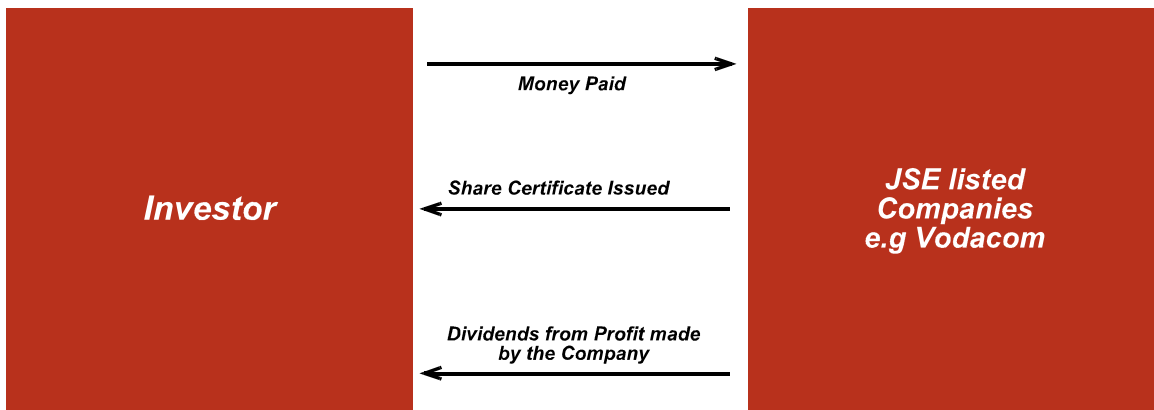 Investor
Money Paid
Share Certificate Issued
Dividends from Profit made
by the Company
JSE listed
Companies
e.g Vodacom